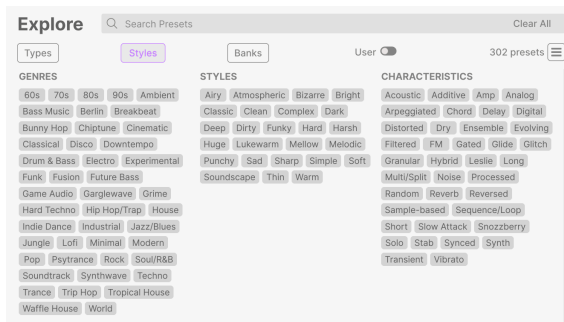 Explore
Search Presets
Clear All
Types
Styles
Banks
User
302 presets
GENRES
60s 70s 80s 90s Ambient
Bass Music Berlin Breakbeat
Bunny Hop Chiptune Cinematic
Classical Disco Downtempo
Drum & Bass Electro Experimental
Funk Fusion Future Bass
Game Audio Garglewave Grime
Hard Techno Hip Hop/Trap House
Indie Dance Industrial Jazz/Blues
Jungle Lofi Minimal Modern
Pop Psytrance Rock Soul/R&B
Soundtrack Synthwave Techno
Trance Trip Hop Tropical House
Waffle House World
STYLES
Airy Atmospheric Bizarre Bright
Classic Clean Complex Dark
Deep Dirty Funky Hard Harsh
Huge Lukewarm Mellow Melodic
Punchy Sad Sharp Simple Soft
Soundscape Thin Warm
CHARACTERISTICS
Acoustic Additive Amp Analog
Arpeggiated Chord Delay Digital
Distorted Dry Ensemble Evolving
Filtered FM Gated Glide Glitch
Granular Hybrid Leslie Long
Multi/Split Noise Processed
Random Reverb Reversed
Sample-based Sequence/Loop
Short Slow Attack Snozzberry
Solo Stab Synced Synth
Transient Vibrato